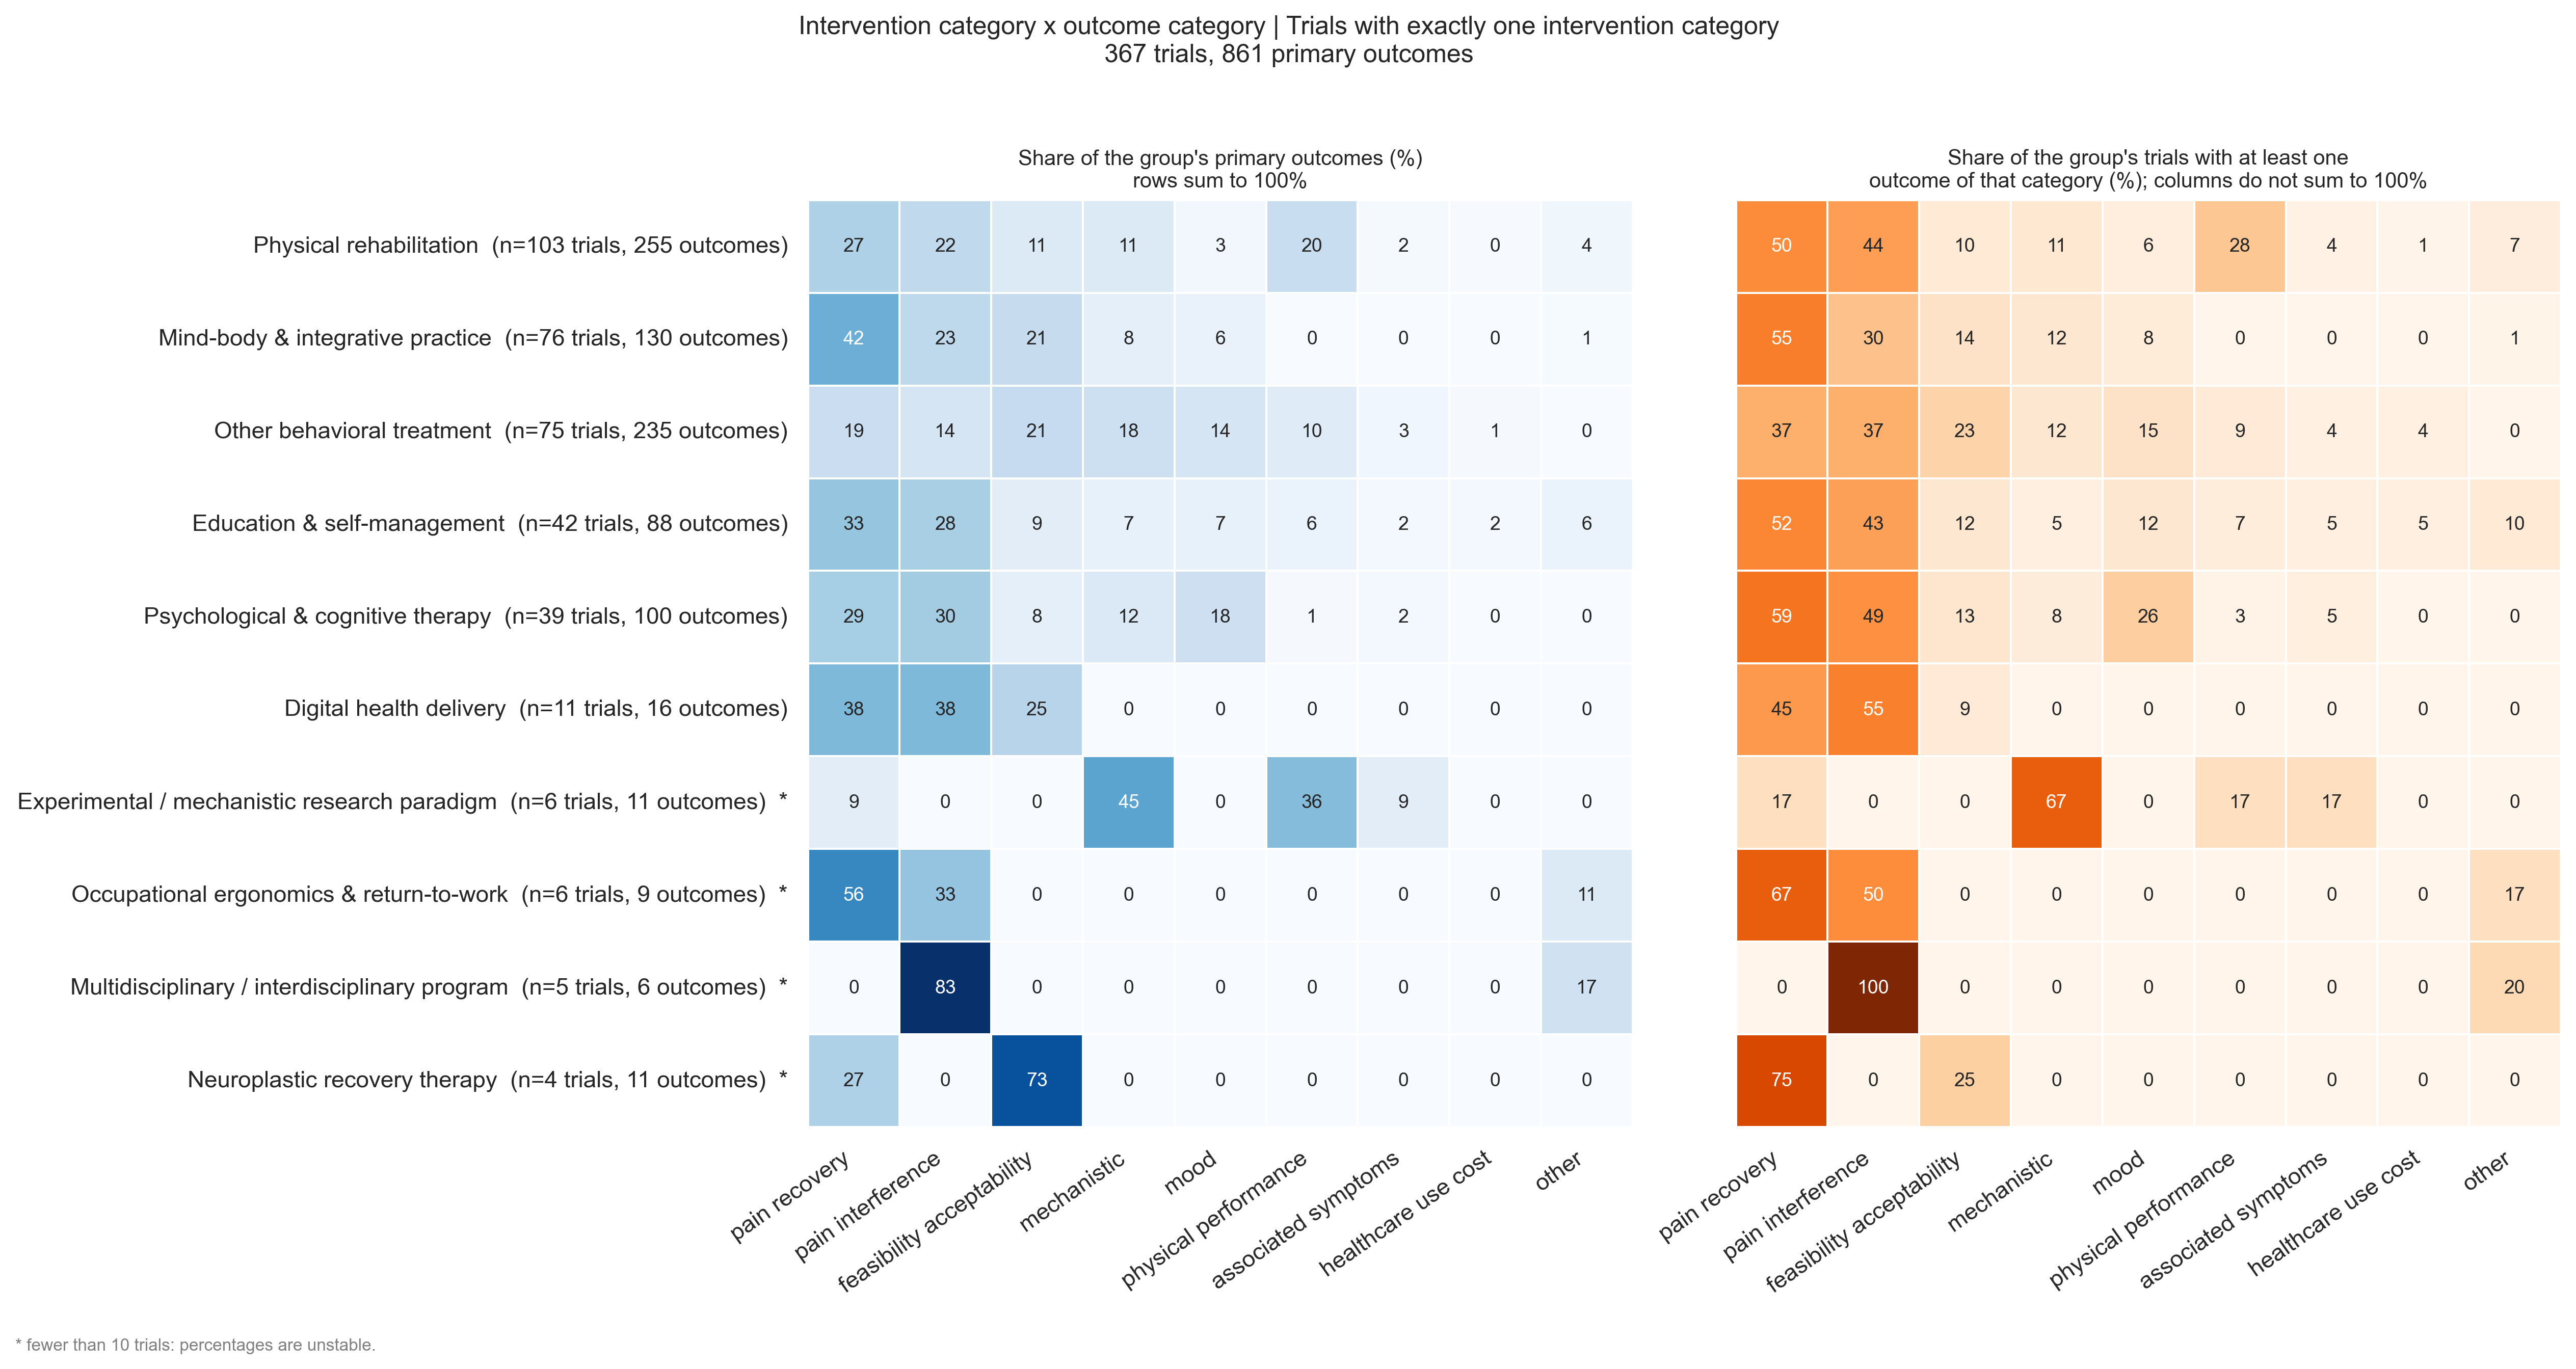 Intervention category x outcome category | Trials with exactly one intervention category
367 trials, 861 primary outcomes
Share of the group's primary outcomes (%)
rows sum to 100%
Share of the group's trials with at least one
outcome of that category (%); columns do not sum to 100%
Physical rehabilitation (n=103 trials, 255 outcomes) 27 22 11 11 3 20 2 0 4 50 44 10 11 6 28 4 1 7
Mind-body & integrative practice (n=76 trials, 130 outcomes) 42 23 21 8 6 0 0 0 1 55 30 14 12 8 0 0 0 1
Other behavioral treatment (n=75 trials, 235 outcomes) 19 14 21 18 14 10 3 1 0 37 37 23 12 15 9 4 4 0
Education & self-management (n=42 trials, 88 outcomes) 33 28 9 7 7 6 2 2 6 52 43 12 5 12 7 5 5 10
Psychological & cognitive therapy (n=39 trials, 100 outcomes) 29 30 8 12 18 1 2 0 0 59 49 13 8 26 3 5 0 0
Digital health delivery (n=11 trials, 16 outcomes) 38 38 25 0 0 0 0 0 0 45 55 9 0 0 0 0 0 0
Experimental / mechanistic research paradigm (n=6 trials, 11 outcomes) * 9 0 0 45 0 36 9 0 0 17 0 0 67 0 17 17 0 0
Occupational ergonomics & return-to-work (n=6 trials, 9 outcomes) * 56 33 0 0 0 0 0 0 11 67 50 0 0 0 0 0 0 17
Multidisciplinary / interdisciplinary program (n=5 trials, 6 outcomes) * 0 83 0 0 0 0 0 0 17 0 100 0 0 0 0 0 0 20
Neuroplastic recovery therapy (n=4 trials, 11 outcomes) * 27 0 73 0 0 0 0 0 0 75 0 25 0 0 0 0 0 0
pain recovery
pain interference
feasibility acceptability
mechanistic
mood
physical performance
associated symptoms
healthcare use cost
other
pain recovery
pain interference
feasibility acceptability
mechanistic
mood
physical performance
associated symptoms
healthcare use cost
other
* fewer than 10 trials: percentages are unstable.